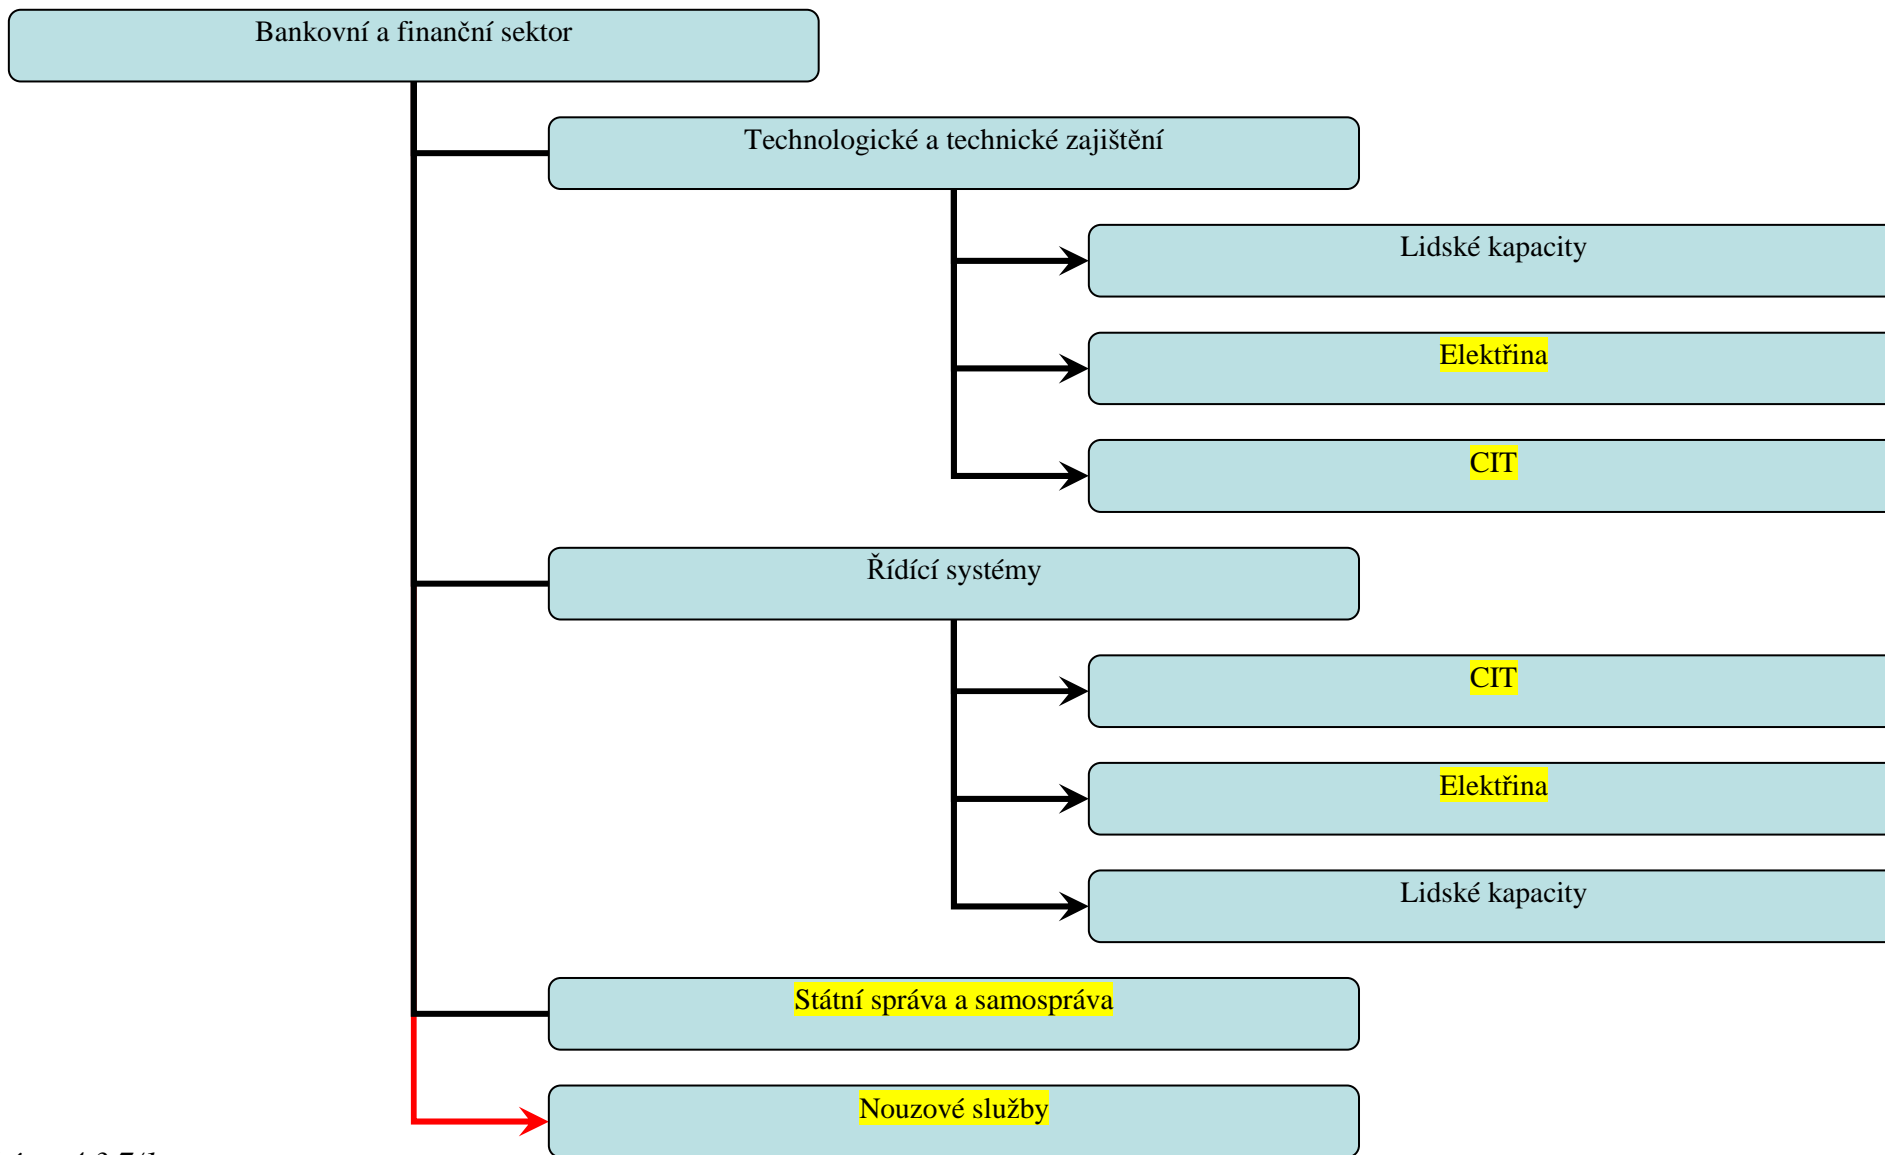 Bankovní a finanční sektor
Technologické a technické zajištění
Lidské kapacity
Elektřina
CIT
Řídící systémy
CIT
Elektřina
Lidské kapacity
Státní správa a samospráva
Nouzové služby